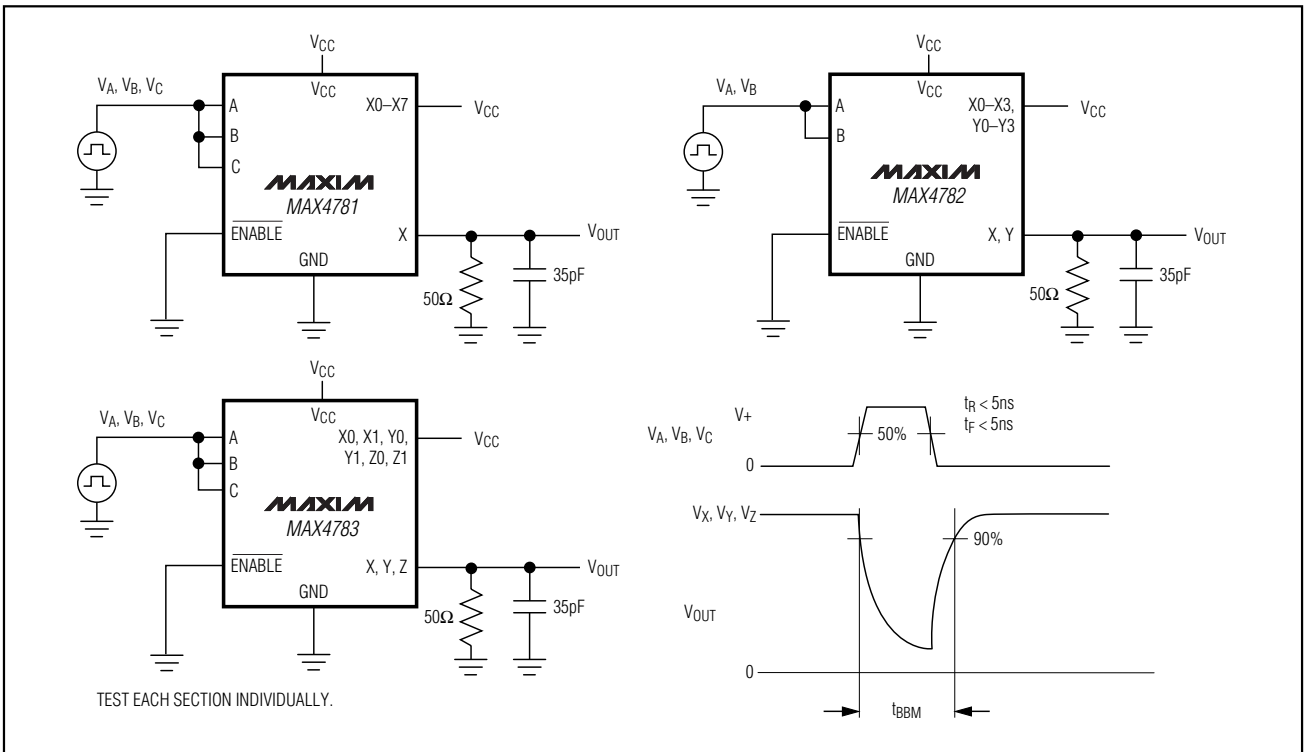 VCC
VA, VB, VC
VCC
A
X0–X7
VCC
B
C
MAXIM
MAX4781
ENABLE
X
VOUT
GND
50Ω
35pF
VCC
VA, VB
VCC
A
X0–X3,
Y0–Y3
VCC
B
MAXIM
MAX4782
ENABLE
X, Y
VOUT
GND
50Ω
35pF
VCC
VA, VB, VC
VCC
A
X0, X1, Y0,
Y1, Z0, Z1
VCC
B
C
MAXIM
MAX4783
ENABLE
X, Y, Z
VOUT
GND
50Ω
35pF
TEST EACH SECTION INDIVIDUALLY.
V+
tR < 5ns
tF < 5ns
VA, VB, VC
50%
0
VX, VY, VZ
90%
VOUT
0
tBBM